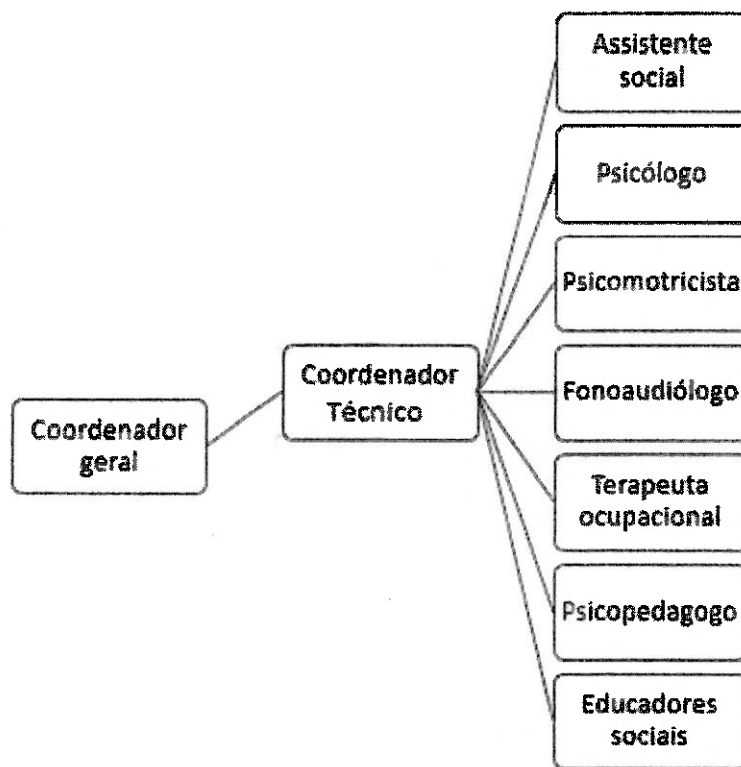 Assistente
social
Psicólogo
Psicomotricista
Coordenador
Técnico
Fonoaudiólogo
Coordenador
geral
Terapeuta
ocupacional
Psicopedagogo
Educadores
sociais